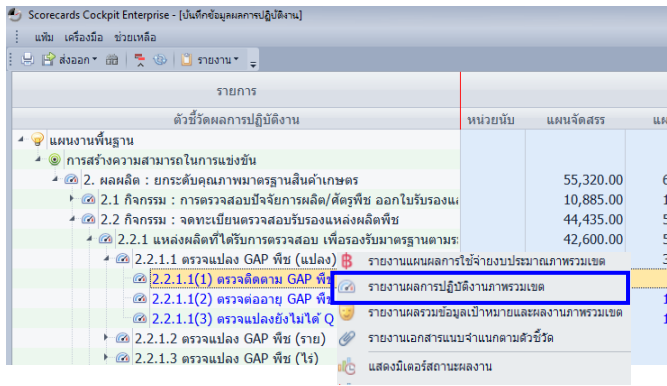 Scorecards Cockpit Enterprise - [บันทึกข้อมูลผลการปฏิบัติงาน]
แฟ้ม เครื่องมือ ช่วยเหลือ
ส่งออก รายงาน
รายการ
ตัวชี้วัดผลการปฏิบัติงาน หน่วยนับ แผนจัดสรร
แผนงานพื้นฐาน
การสร้างความสามารถในการแข่งขัน
2. ผลผลิต : ยกระดับคุณภาพมาตรฐานสินค้าเกษตร 55,320.00 6
2.1 กิจกรรม : การตรวจสอบปัจจัยการผลิต/ศัตรูพืช ออกใบรับรองแ 10,885.00 1
2.2 กิจกรรม : จดทะเบียนตรวจสอบรับรองแหล่งผลิตพืช 44,435.00 5
2.2.1 แหล่งผลิตที่ได้รับการตรวจสอบ เพื่อรองรับมาตรฐานตามร 42,600.00 5
2.2.1.1 ตรวจแปลง GAP พืช (แปลง) 3
รายงานแผนผลการใช้จ่ายงบประมาณภาพรวมเขต
2.2.1.1(1) ตรวจติดตาม GAP พืช
รายงานผลการปฏิบัติงานภาพรวมเขต
2.2.1.1(2) ตรวจต่ออายุ GAP พื 1
รายงานผลรวมข้อมูลเป้าหมายและผลงานภาพรวมเขต
2.2.1.1(3) ตรวจแปลงยังไม่ได้ Q 1
2.2.1.2 ตรวจแปลง GAP พืช (ราย)
รายงานเอกสารแนบจำแนกตามตัวชี้วัด
2.2.1.3 ตรวจแปลง GAP พืช (ไร่)
แสดงมิเตอร์สถานะผลงาน